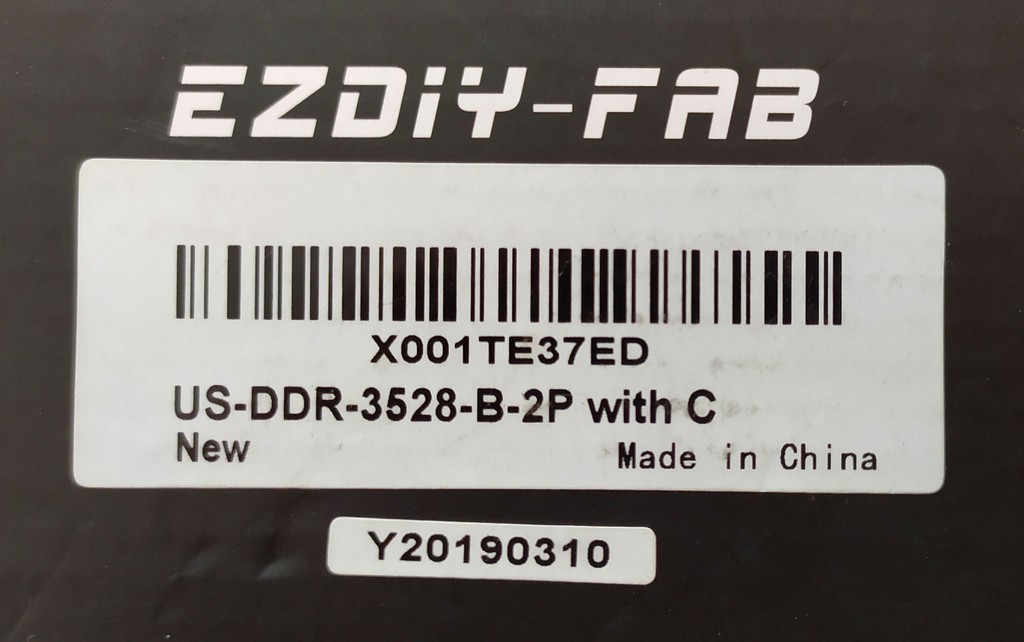 EZDiY-FAB
X001TE37ED
US-DDR-3528-B-2P with C
New
Made in China
Y20190310